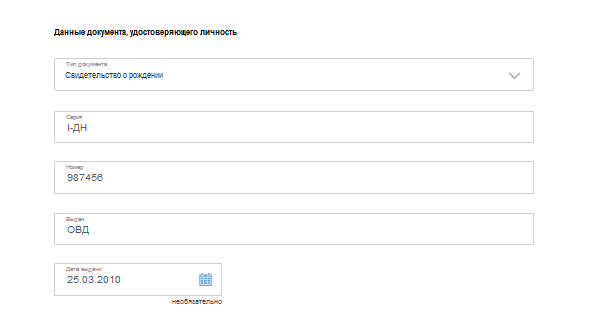 Данные документа, удостоверяющего личность
Тип документа
Свидетельство о рождении
Серия
I-ДН
Номер
987456
Выдан
ОВД
Дата выдачи
25.03.2010
необязательно